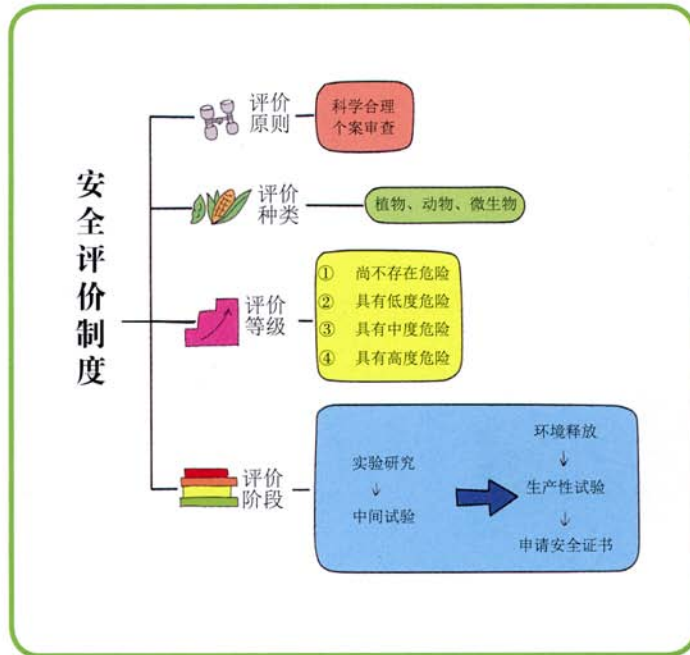 安全评价制度
评价
原则
科学合理
个案审查
评价
种类
植物、动物、微生物
评价
等级
① 尚不存在危险
② 具有低度危险
③ 具有中度危险
④ 具有高度危险
评价
阶段
实验研究
↓
中间试验
环境释放
↓
生产性试验
↓
申请安全证书